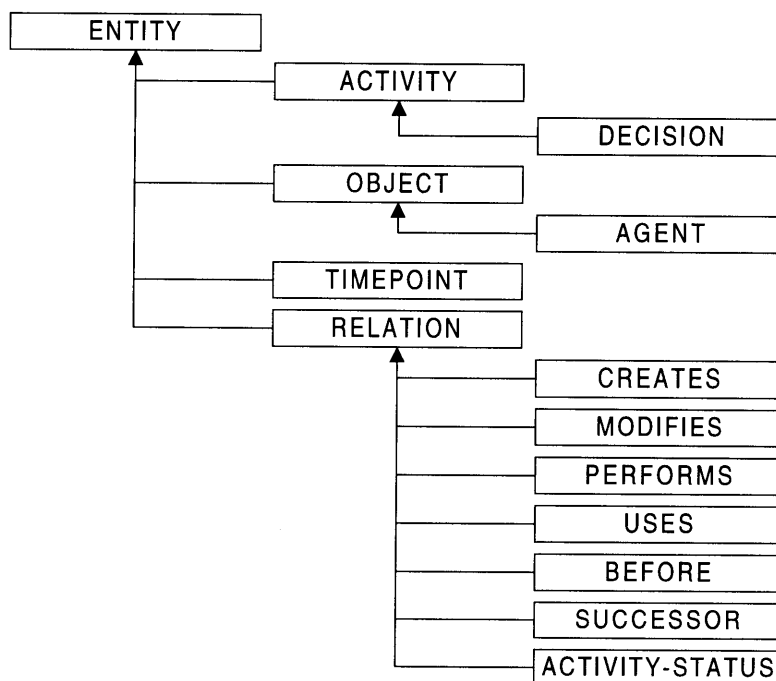 ENTITY
ACTIVITY
DECISION
OBJECT
AGENT
TIMEPOINT
RELATION
CREATES
MODIFIES
PERFORMS
USES
BEFORE
SUCCESSOR
ACTIVITY-STATUS